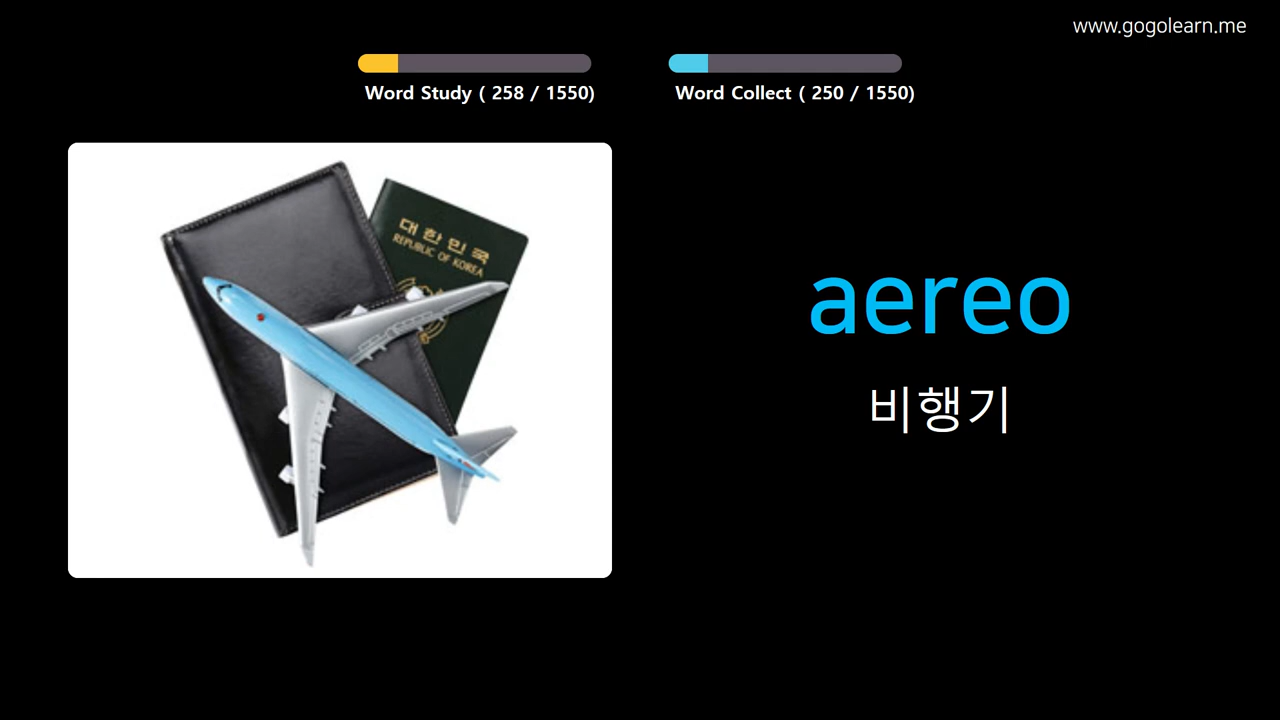 www.gogolearn.me
Word Study ( 258 / 1550)
Word Collect ( 250 / 1550)
대한민국
REPUBLIC OF KOREA
aereo
비행기